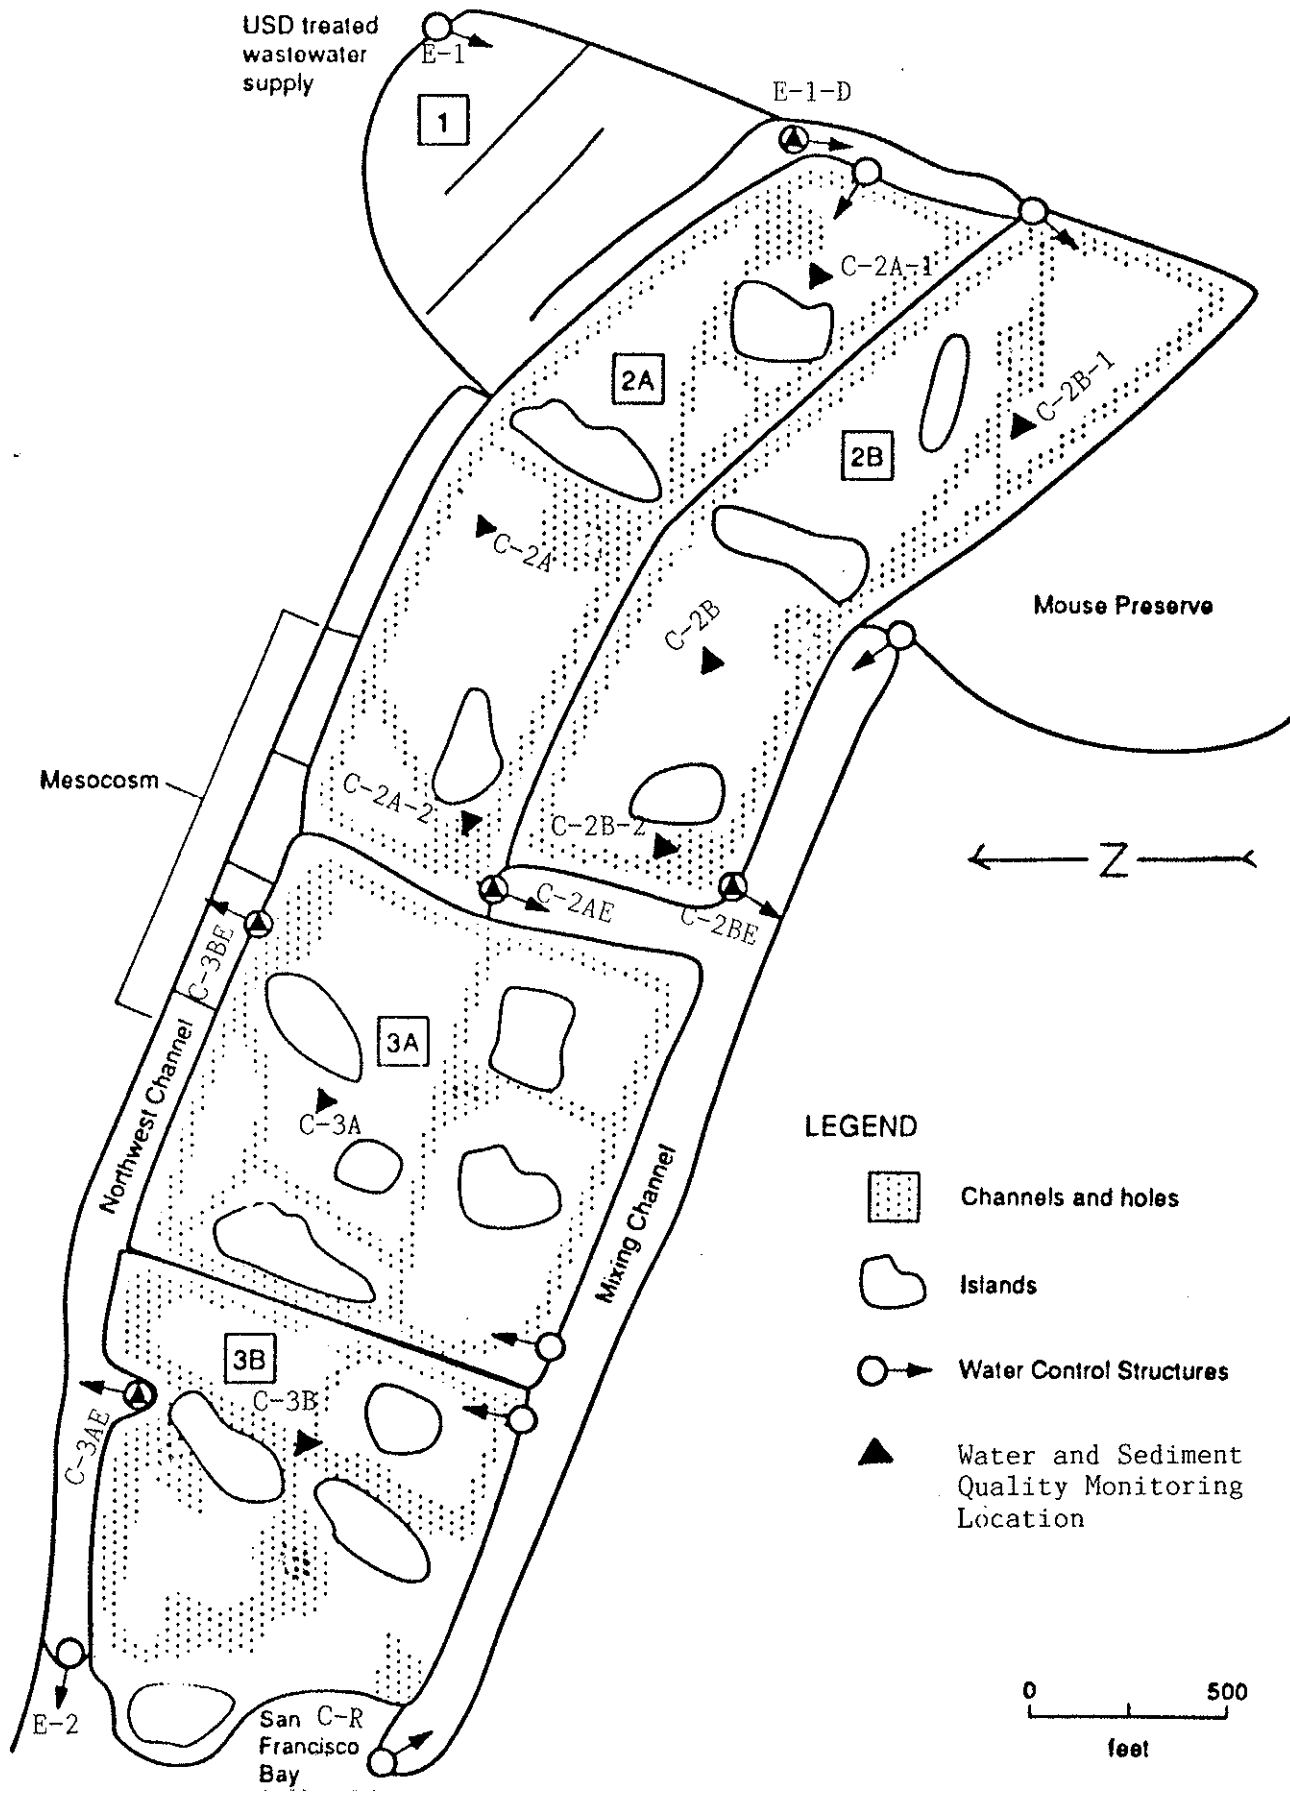 USD treated
wastewater
supply
E-1
1
E-1-D
C-2A-1
2A
C-2B-1
2B
C-2A
Mouse Preserve
C-2B
Mesocosm
C-2A-2
C-2B-2
Z
C-2AE
C-2BE
C-3BE
3A
Northwest Channel
C-3A
LEGEND
Channels and holes
Mixing Channel
Islands
3B
Water Control Structures
C-3B
C-3AE
Water and Sediment
Quality Monitoring
Location
E-2
San C-R
Francisco
Bay
0 500
feet